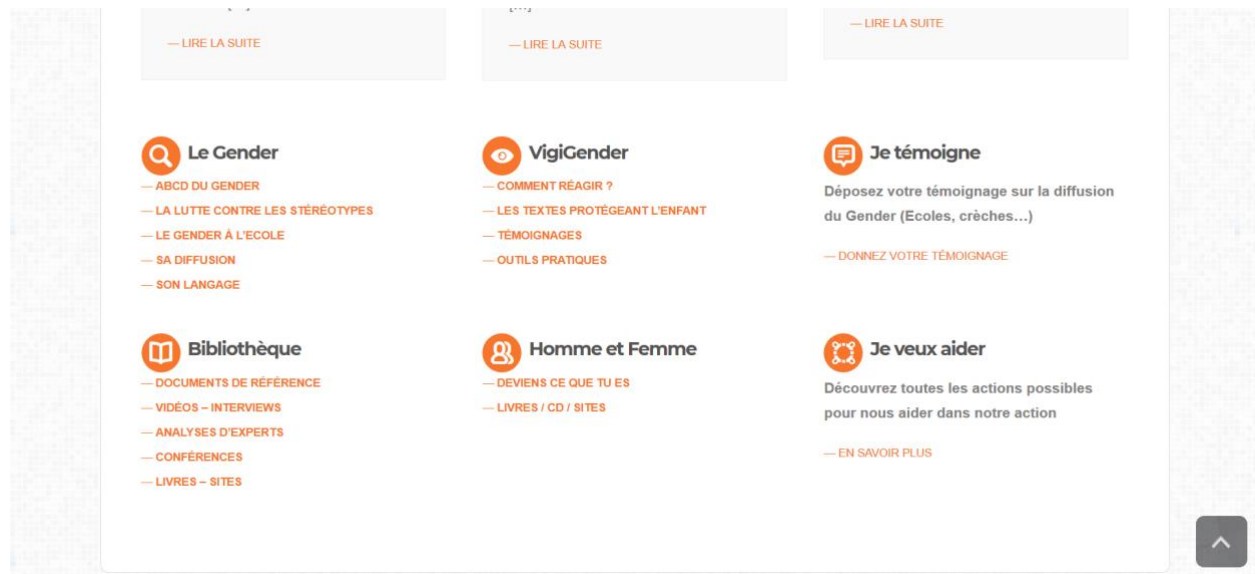 […]
— LIRE LA SUITE
— LIRE LA SUITE
— LIRE LA SUITE
Le Gender
— ABCD DU GENDER
— LA LUTTE CONTRE LES STÉRÉOTYPES
— LE GENDER À L'ECOLE
— SA DIFFUSION
— SON LANGAGE
VigiGender
— COMMENT RÉAGIR ?
— LES TEXTES PROTÉGEANT L'ENFANT
— TÉMOIGNAGES
— OUTILS PRATIQUES
Je témoigne
Déposez votre témoignage sur la diffusion
du Gender (Ecoles, crèches…)
— DONNEZ VOTRE TÉMOIGNAGE
Bibliothèque
— DOCUMENTS DE RÉFÉRENCE
— VIDÉOS – INTERVIEWS
— ANALYSES D'EXPERTS
— CONFÉRENCES
— LIVRES – SITES
Homme et Femme
— DEVIENS CE QUE TU ES
— LIVRES / CD / SITES
Je veux aider
Découvrez toutes les actions possibles
pour nous aider dans notre action
— EN SAVOIR PLUS